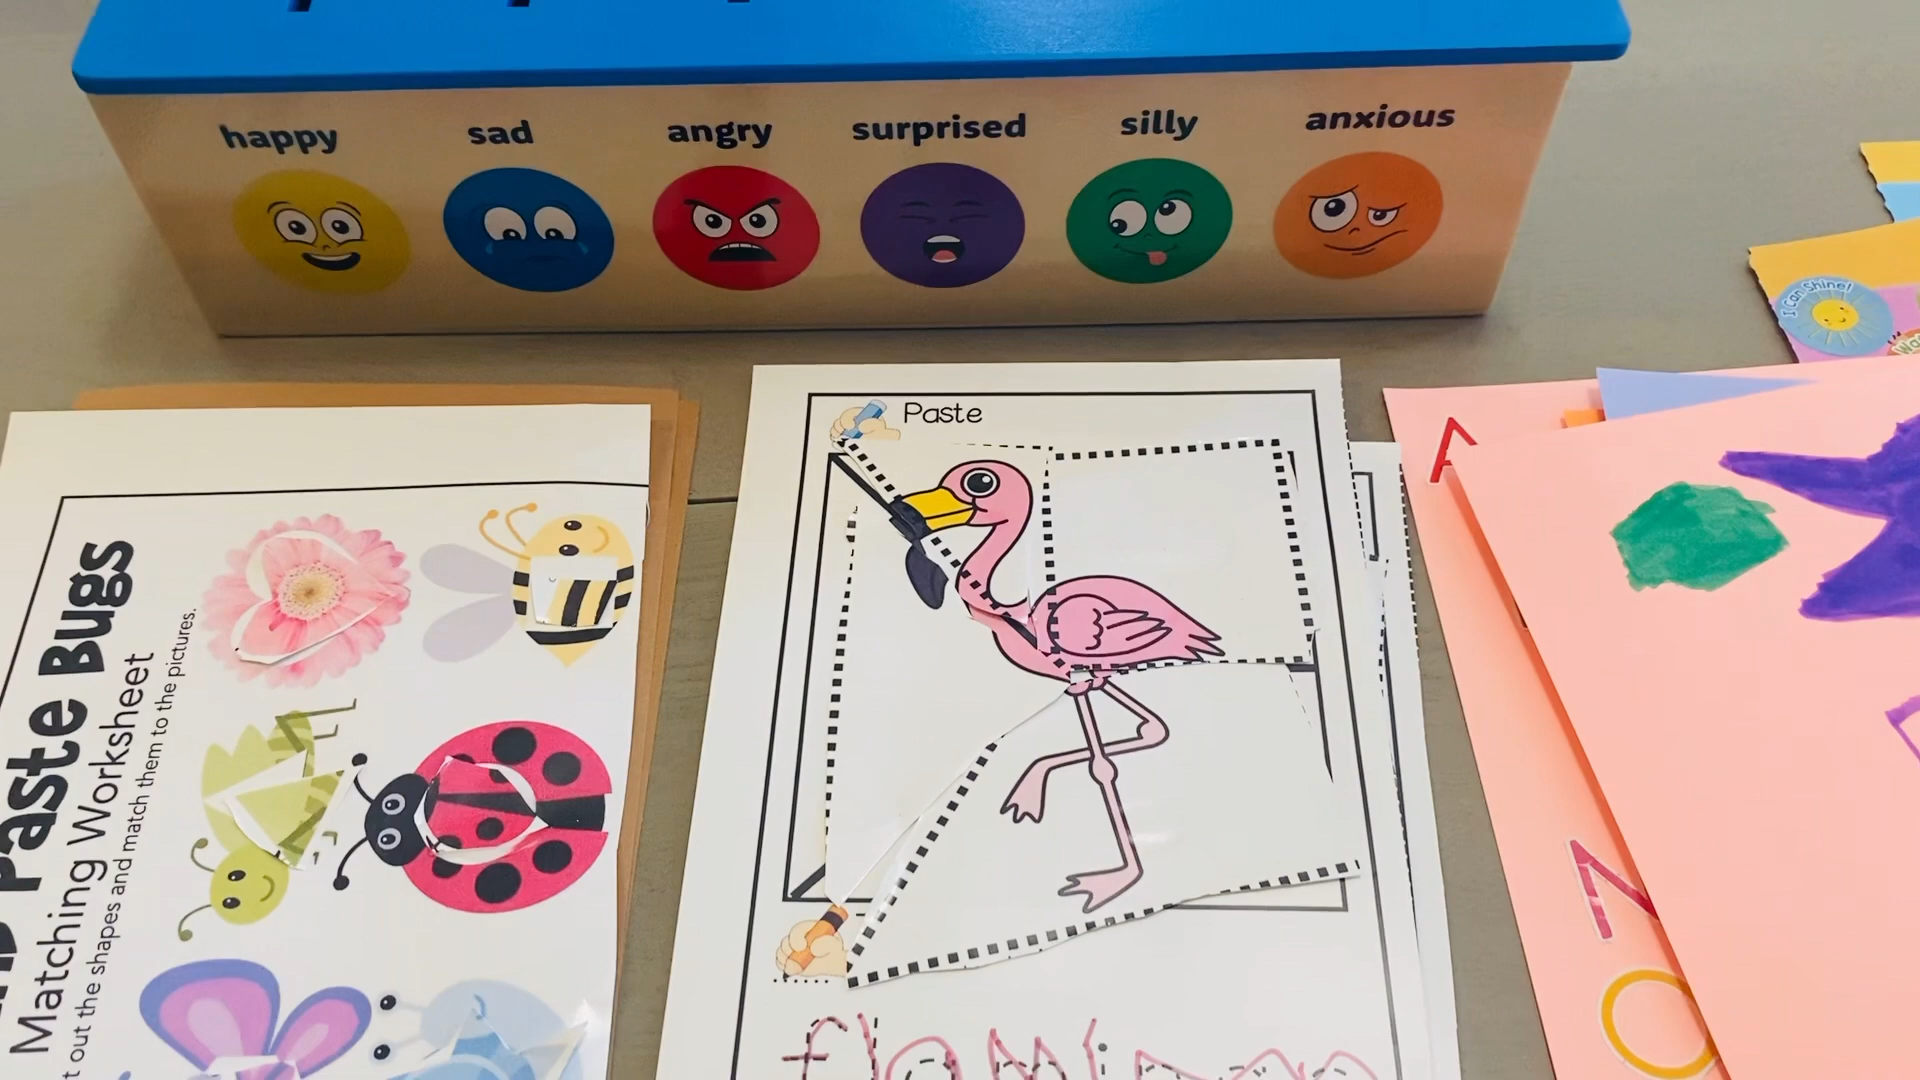 happy sad angry surprised silly anxious
I Can Shine!
Paste
A
Paste Bugs
Matching Worksheet
out the shapes and match them to the pictures.
flamingo